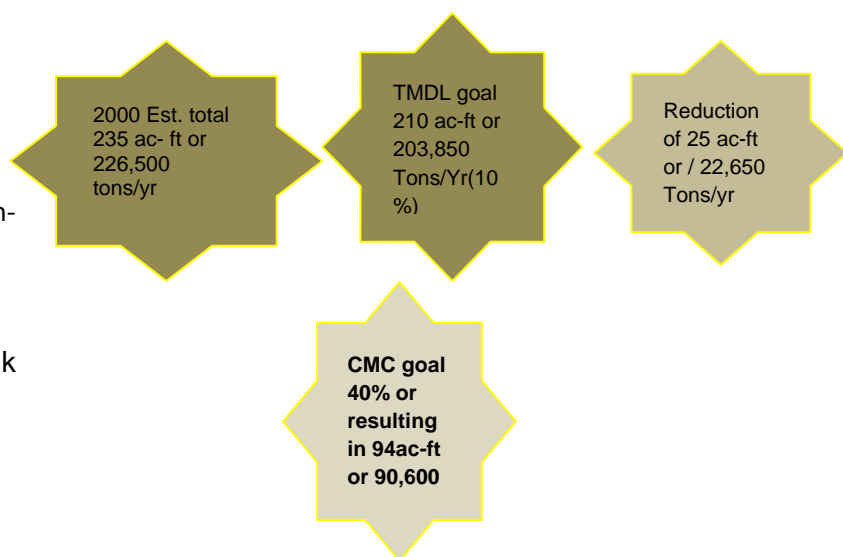 2000 Est. total
235 ac- ft or
226,500
tons/yr
TMDL goal
210 ac-ft or
203,850
Tons/Yr(10
%)
Reduction
of 25 ac-ft
or / 22,650
Tons/yr
n-
k
CMC goal
40% or
resulting
in 94ac-ft
or 90,600